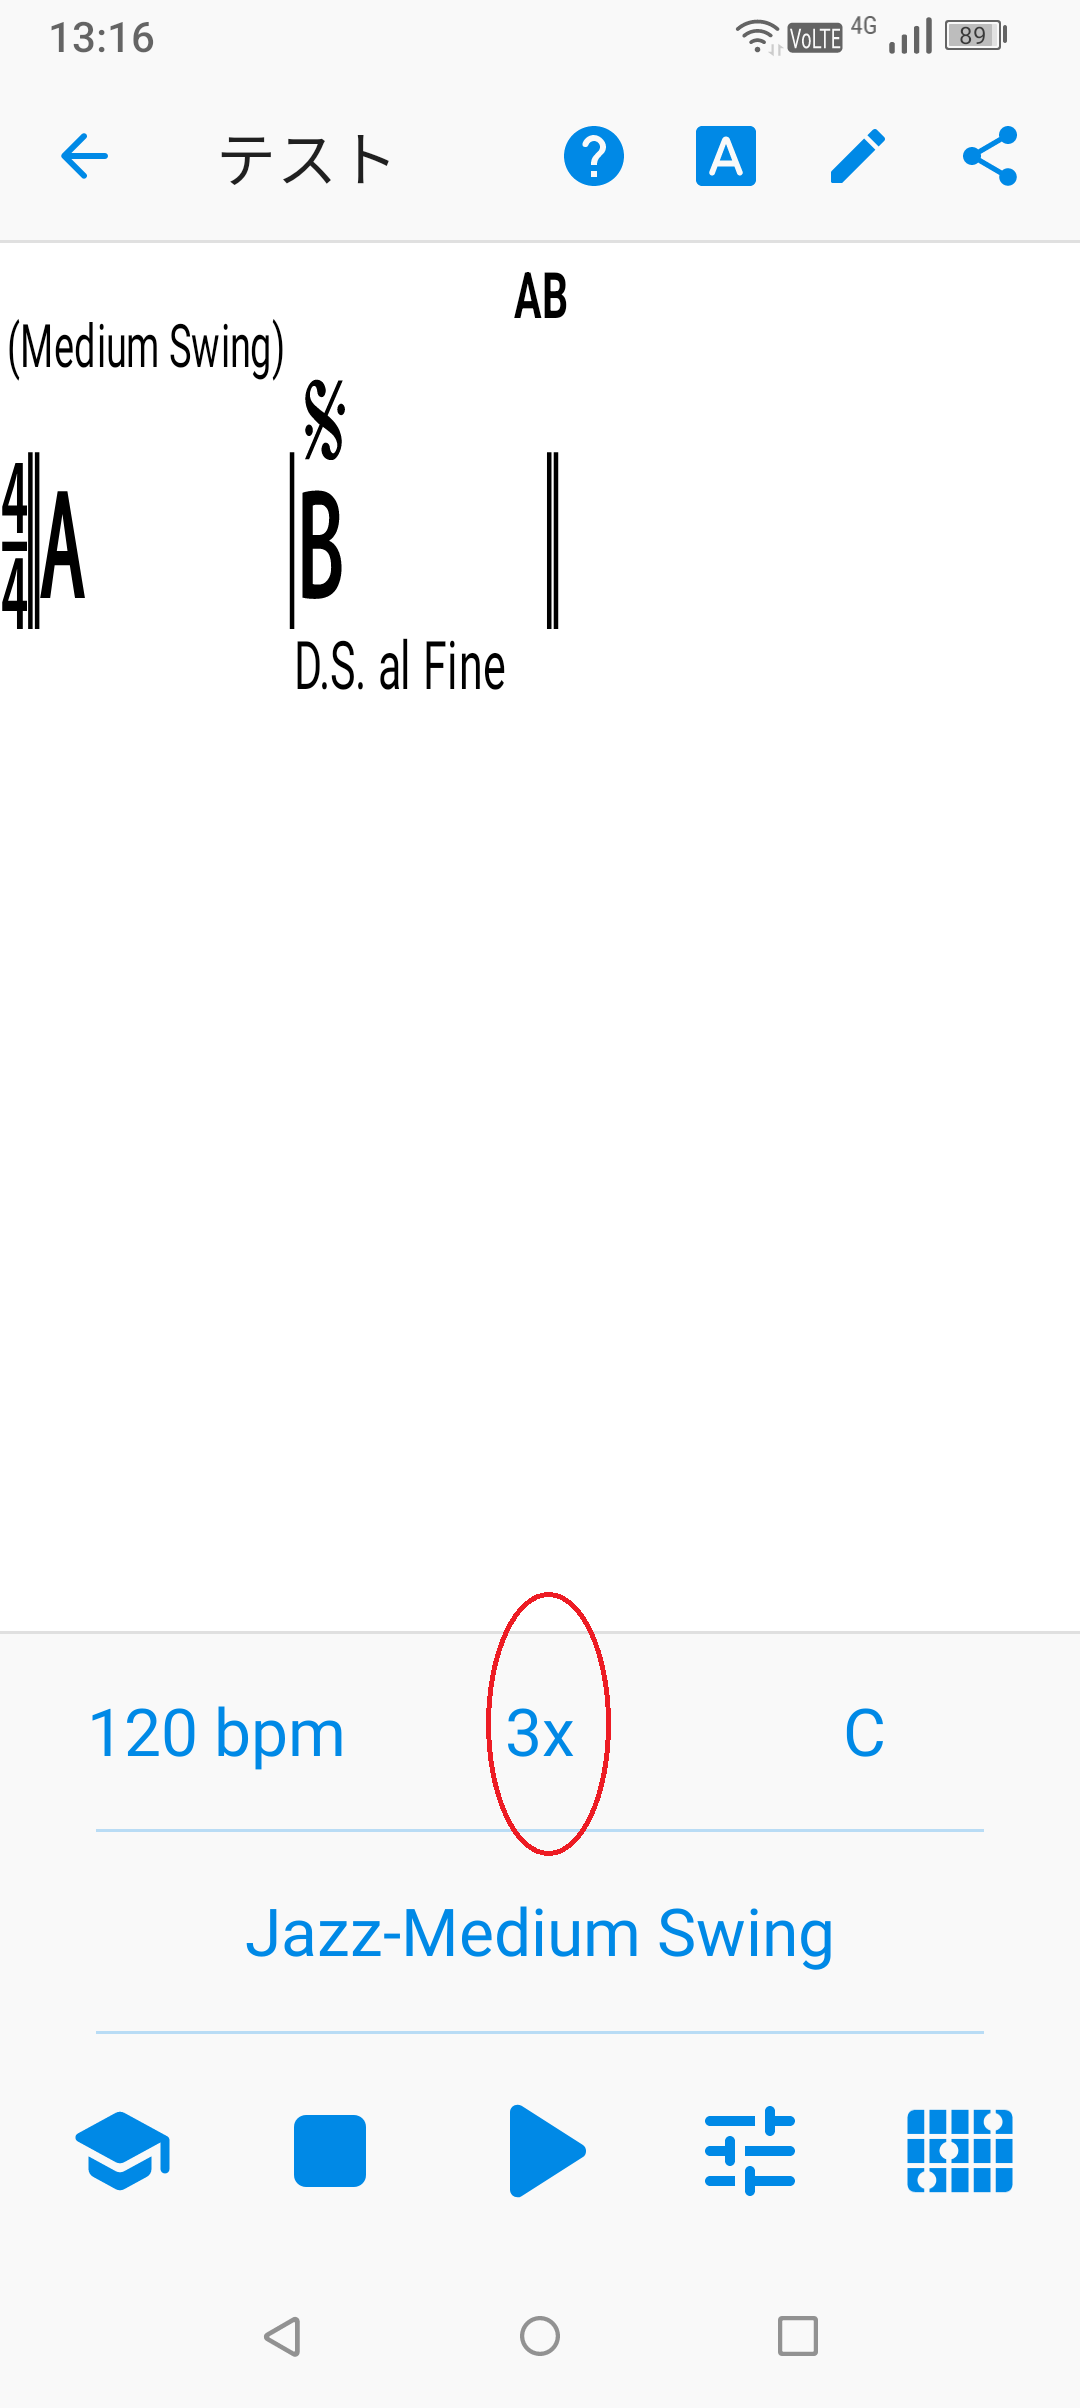 13:16 VoLTE 4G 89
テスト A
AB
(Medium Swing)
4
4
A B
D.S. al Fine
120 bpm 3x C
Jazz-Medium Swing